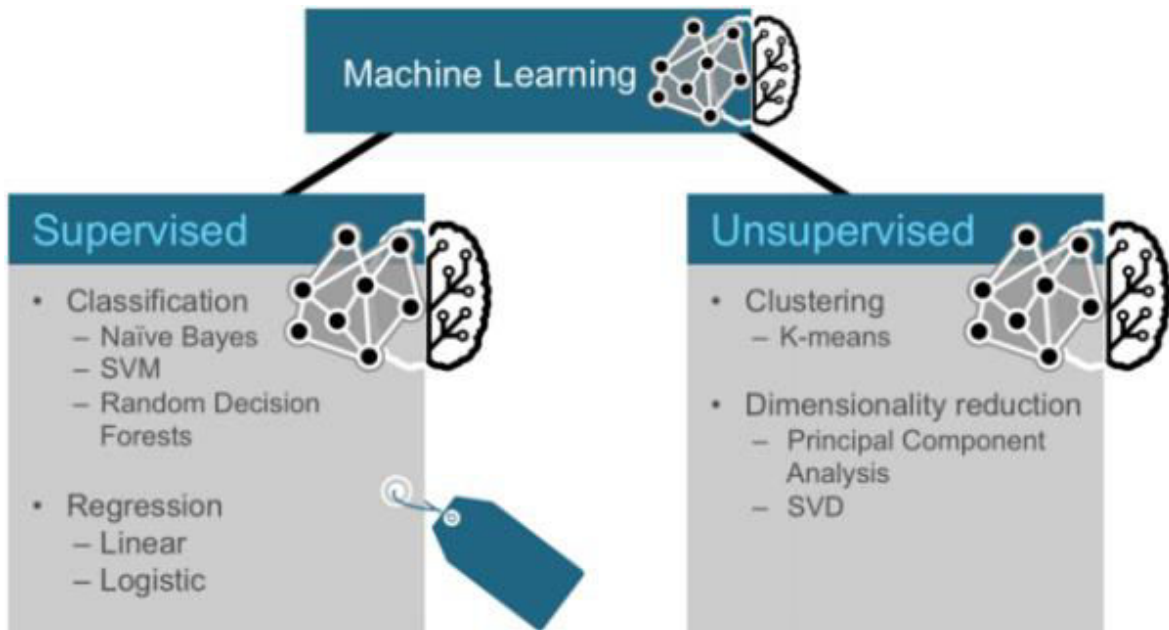 Machine Learning
Supervised
• Classification
– Naïve Bayes
– SVM
– Random Decision
Forests
• Regression
– Linear
– Logistic
Unsupervised
• Clustering
– K-means
• Dimensionality reduction
– Principal Component
Analysis
– SVD